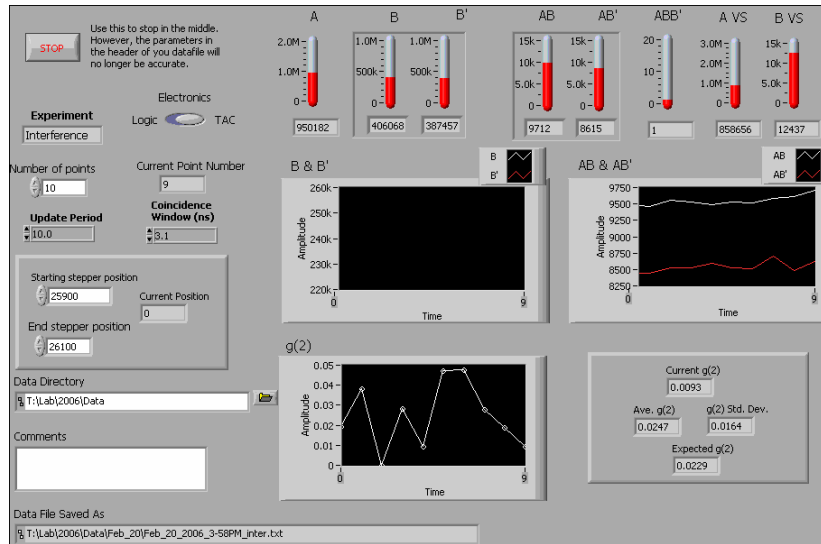 STOP
Use this to stop in the middle.
However, the parameters in
the header of you datafile will
no longer be accurate.
Experiment
Interference
Electronics
Logic TAC
Number of points
10
Current Point Number
9
Update Period
10.0
Coincidence
Window (ns)
3.1
Starting stepper position
25900
Current Position
0
End stepper position
26100
Data Directory
T:\Lab\2006\Data
Comments
Data File Saved As
T:\Lab\2006\Data\Feb_20\Feb_20_2006_3-58PM_inter.txt
A
2.0M
1.0M
0
950182
B
1.0M
500k
0
406068
B'
1.0M
500k
0
387457
AB
15k
10k
5.0k
0
9712
AB'
15k
10k
5.0k
0
8615
ABB'
20
10
0
1
A VS
3.0M
2.0M
1.0M
0
858656
B VS
15k
10k
5.0k
0
12437
B & B'
B
B'
Amplitude
260k
250k
240k
230k
220k
0 9
Time
AB & AB'
AB
AB'
Amplitude
9750
9500
9250
9000
8750
8500
8250
0 9
Time
g(2)
Amplitude
0.05
0.04
0.03
0.02
0.01
0
0 9
Time
Current g(2)
0.0093
Ave. g(2) g(2) Std. Dev.
0.0247 0.0164
Expected g(2)
0.0229